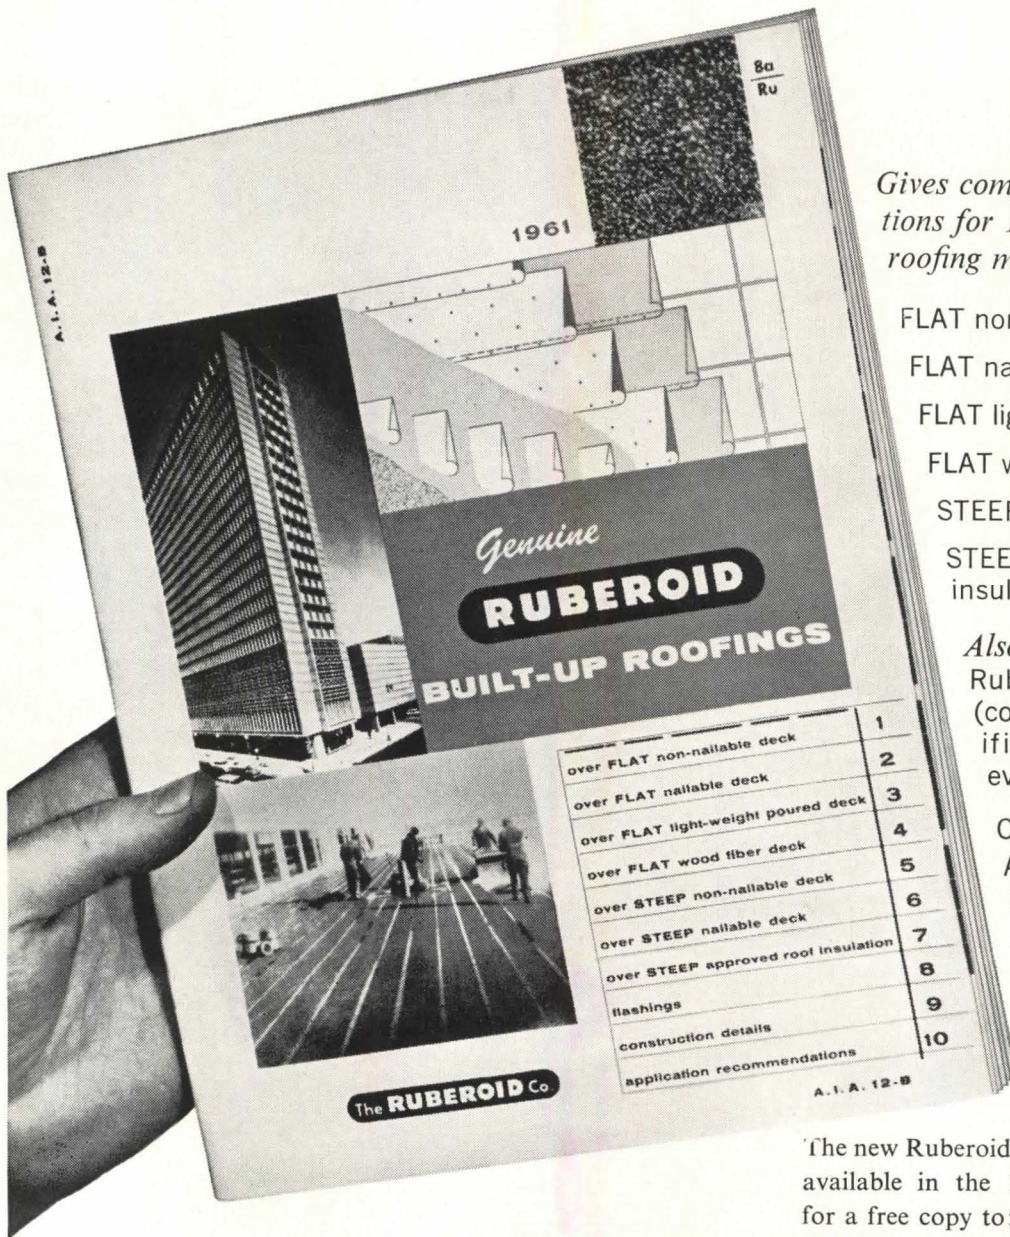 8a
Ru
A. I. A. 12-B
1961
Genuine
RUBEROID
BUILT-UP ROOFINGS
over FLAT non-nailable deck 1
over FLAT nailable deck 2
over FLAT light-weight poured deck 3
over FLAT wood fiber deck 4
over STEEP non-nailable deck 5
over STEEP nailable deck 6
over STEEP approved roof insulation 7
flashings 8
construction details 9
application recommendations 10
The RUBEROID Co.
A. I. A. 12-B
Gives com
tions for
roofing m
FLAT non
FLAT na
FLAT lig
FLAT w
STEEP
STEE
insul
Also
Rub
(co
ifi
ev
The new Ruberoid
available in the
for a free copy to: